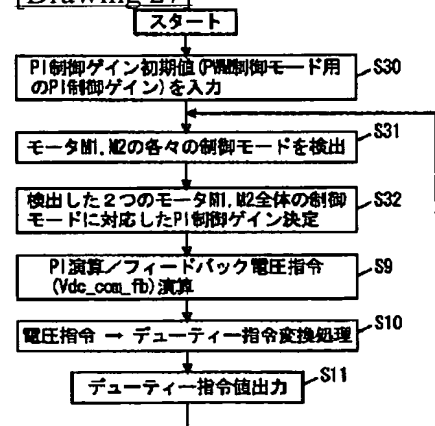 [Drawing 27]
スタート
PI制御ゲイン初期値(PWM制御モード用
のPI制御ゲイン)を入力
S30
モータM1,M2の各々の制御モードを検出
S31
検出した2つのモータM1,M2全体の制御
モードに対応したPI制御ゲイン決定
S32
PI演算/フィードバック電圧指令
(Vdc_com_fb)演算
S9
電圧指令 → デューティー指令変換処理
S10
デューティー指令値出力
S11